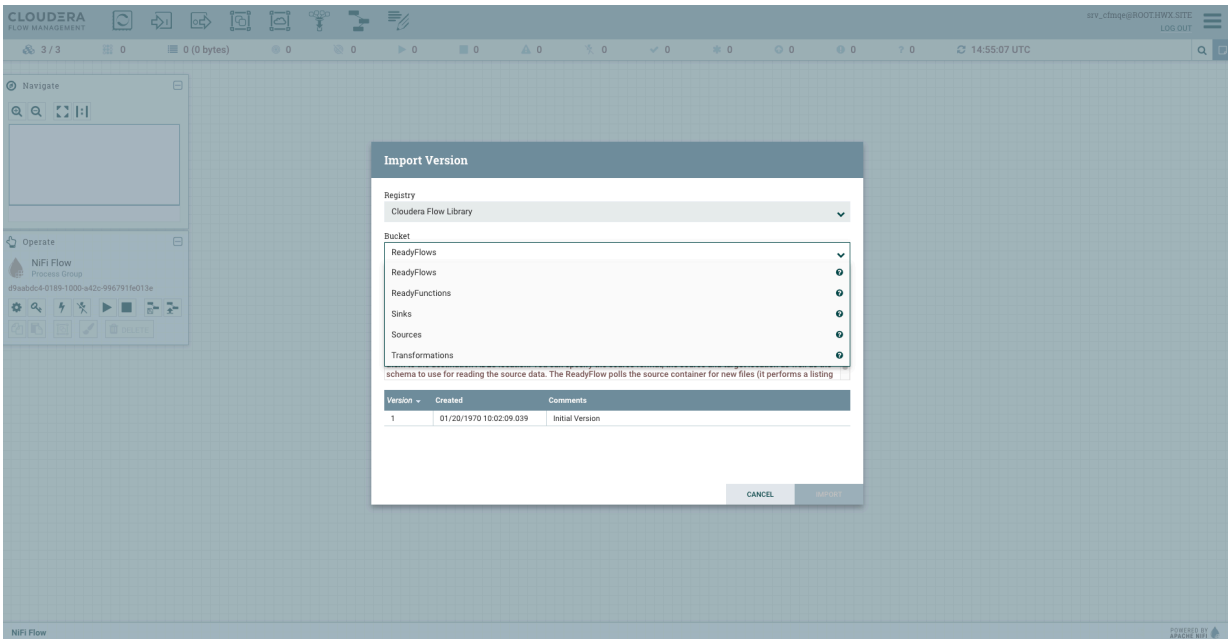 CLOUDERA
FLOW MANAGEMENT
srv_cfmqe@ROOT.HWX.SITE
LOG OUT
3 / 3 0 0 (0 bytes) 0 0 0 0 0 0 0 0 0 0 0 14:55:07 UTC
Navigate
Operate
NiFi Flow
Process Group
d9eabdc4-0189-1000-a42c-996791fe013e
DELETE
Import Version
Registry
Cloudera Flow Library
Bucket
ReadyFlows
ReadyFlows
ReadyFunctions
Sinks
Sources
Transformations
schema to use for reading the source data. The ReadyFlow polls the source container for new files (it performs a listing
Version Created Comments
1 01/20/1970 10:02:09.039 Initial Version
CANCEL IMPORT
NiFi Flow
POWERED BY
APACHE NIFI